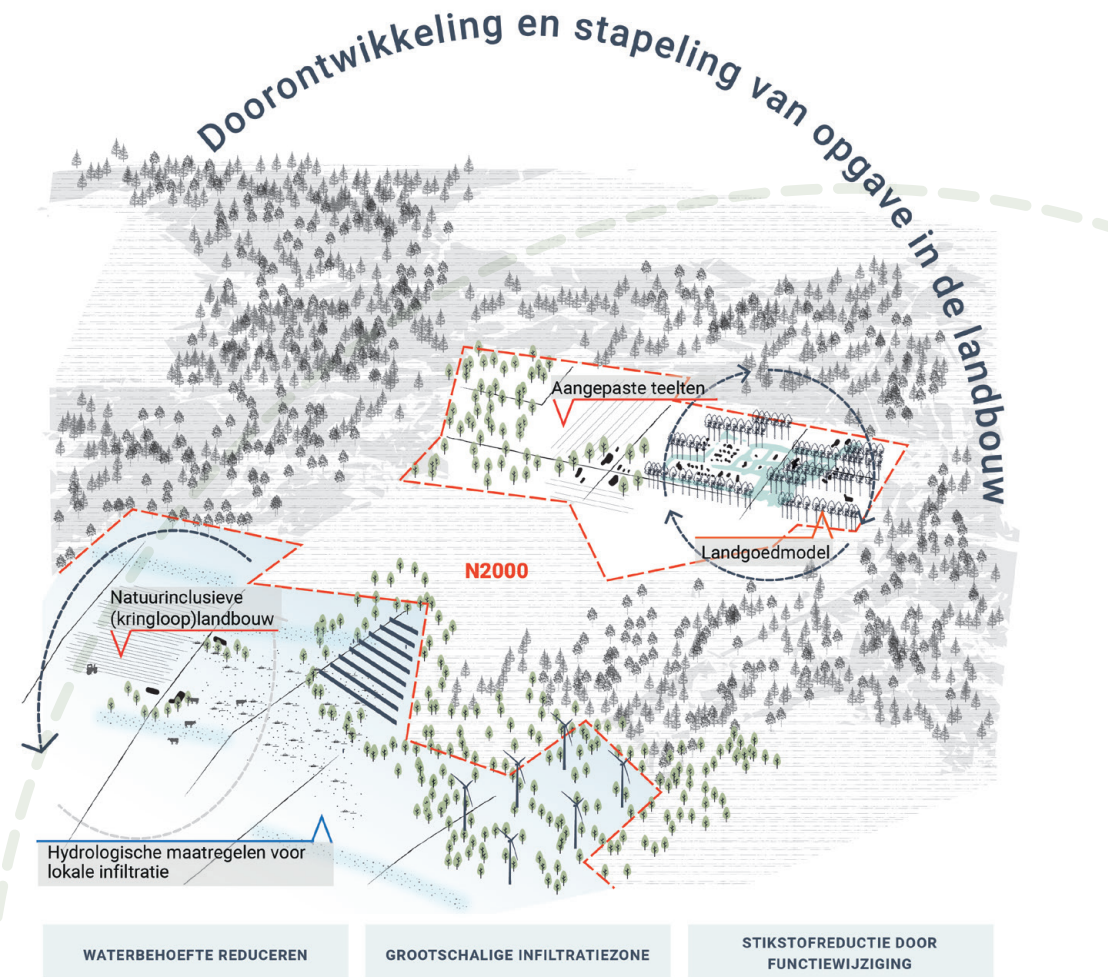 Doorontwikkeling en stapeling van opgave in de landbouw
Aangepaste teelten
Landgoedmodel
N2000
Natuurinclusieve
(kringloop)landbouw
Hydrologische maatregelen voor
lokale infiltratie
WATERBEHOEFTE REDUCEREN
GROOTSCHALIGE INFILTRATIEZONE
STIKSTOFREDUCTIE DOOR
FUNCTIEWIJZIGING